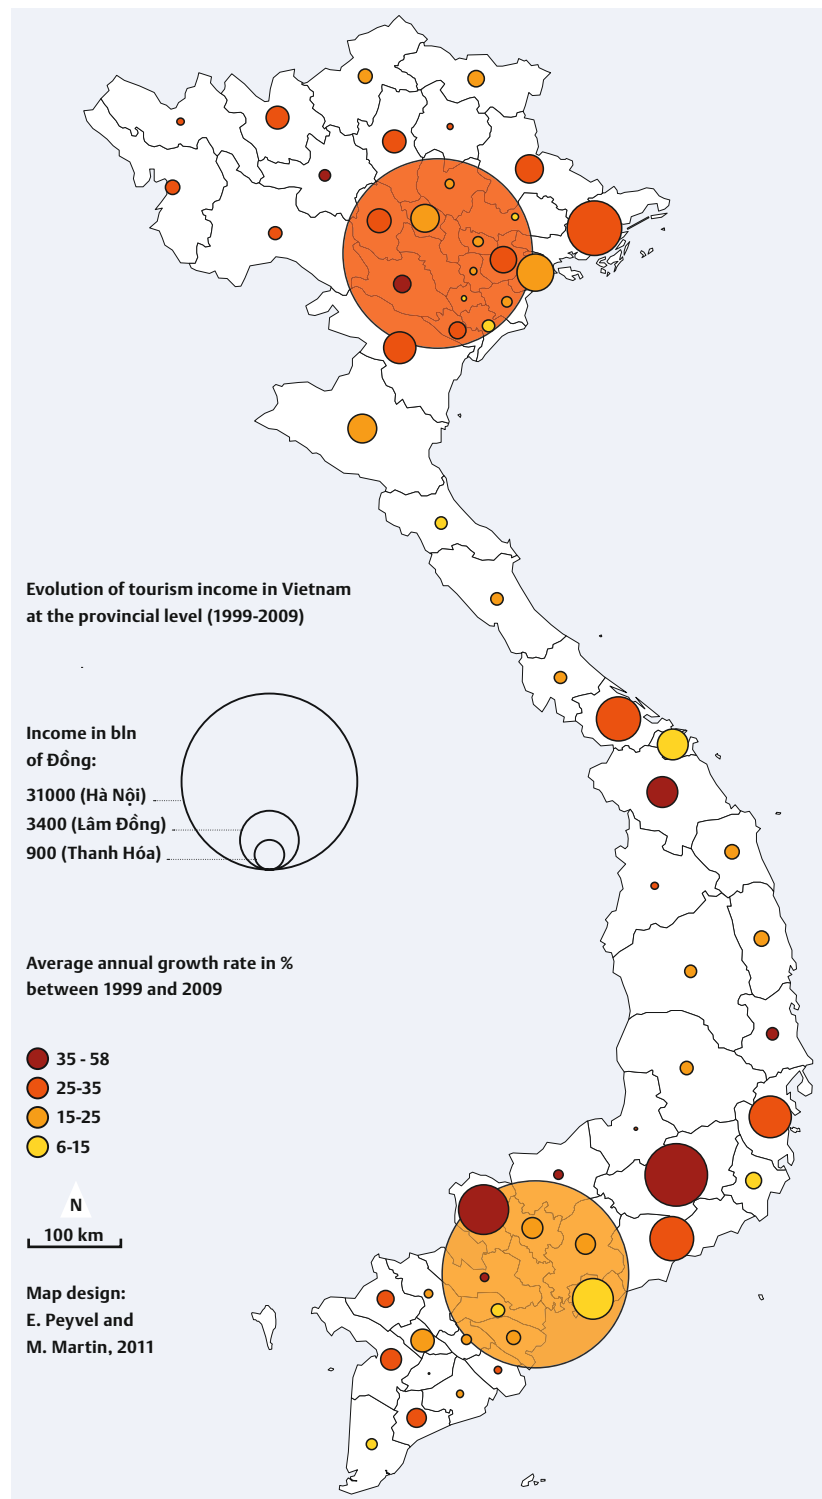 Evolution of tourism income in Vietnam
at the provincial level (1999-2009)
Income in bln
of Đồng:
31000 (Hà Nội)
3400 (Łâm Đồng)
900 (Thanh Hóa)
Average annual growth rate in %
between 1999 and 2009
35 - 58
25-35
15-25
6-15
N
100 km
Map design:
E. Peyvel and
M. Martin, 2011